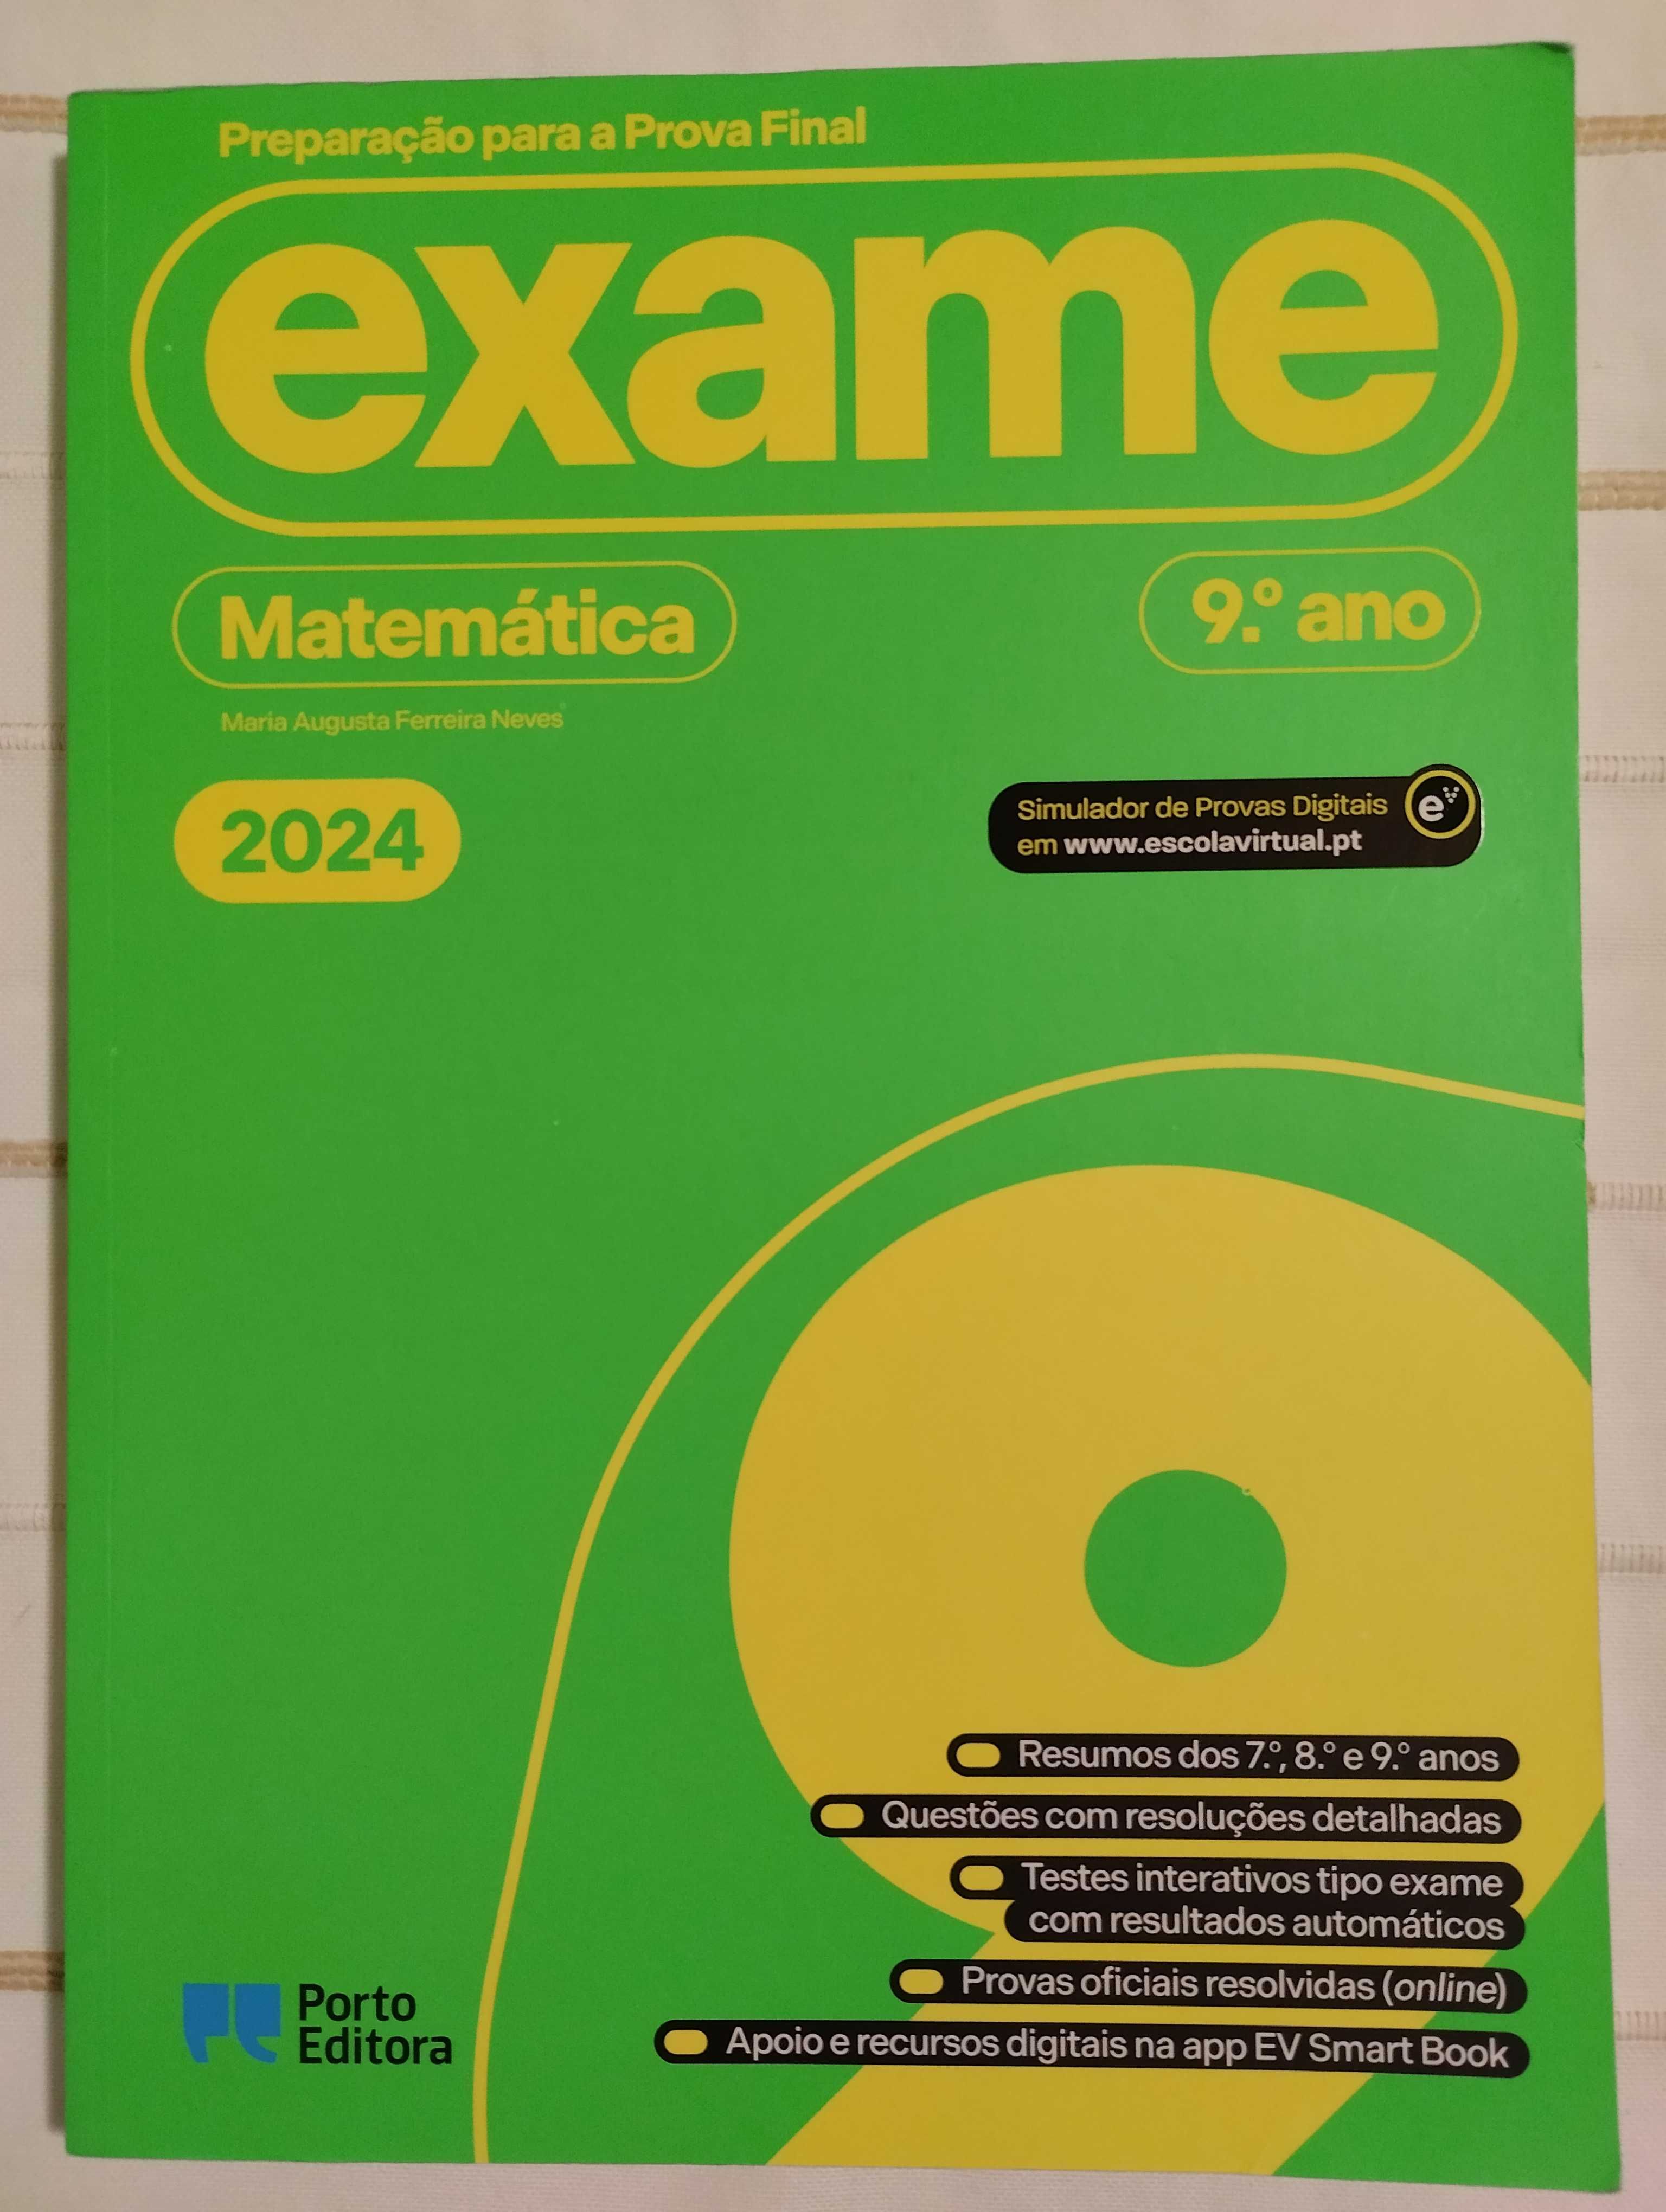 Preparação para a Prova Final
exame
Matemática
9.º ano
Maria Augusta Ferreira Neves
2024
Simulador de Provas Digitais
em www.escolavirtual.pt
e
9
Resumos dos 7.º, 8.º e 9.º anos
Questões com resoluções detalhadas
Testes interativos tipo exame
com resultados automáticos
Provas oficiais resolvidas (online)
Apoio e recursos digitais na app EV Smart Book
Porto
Editora